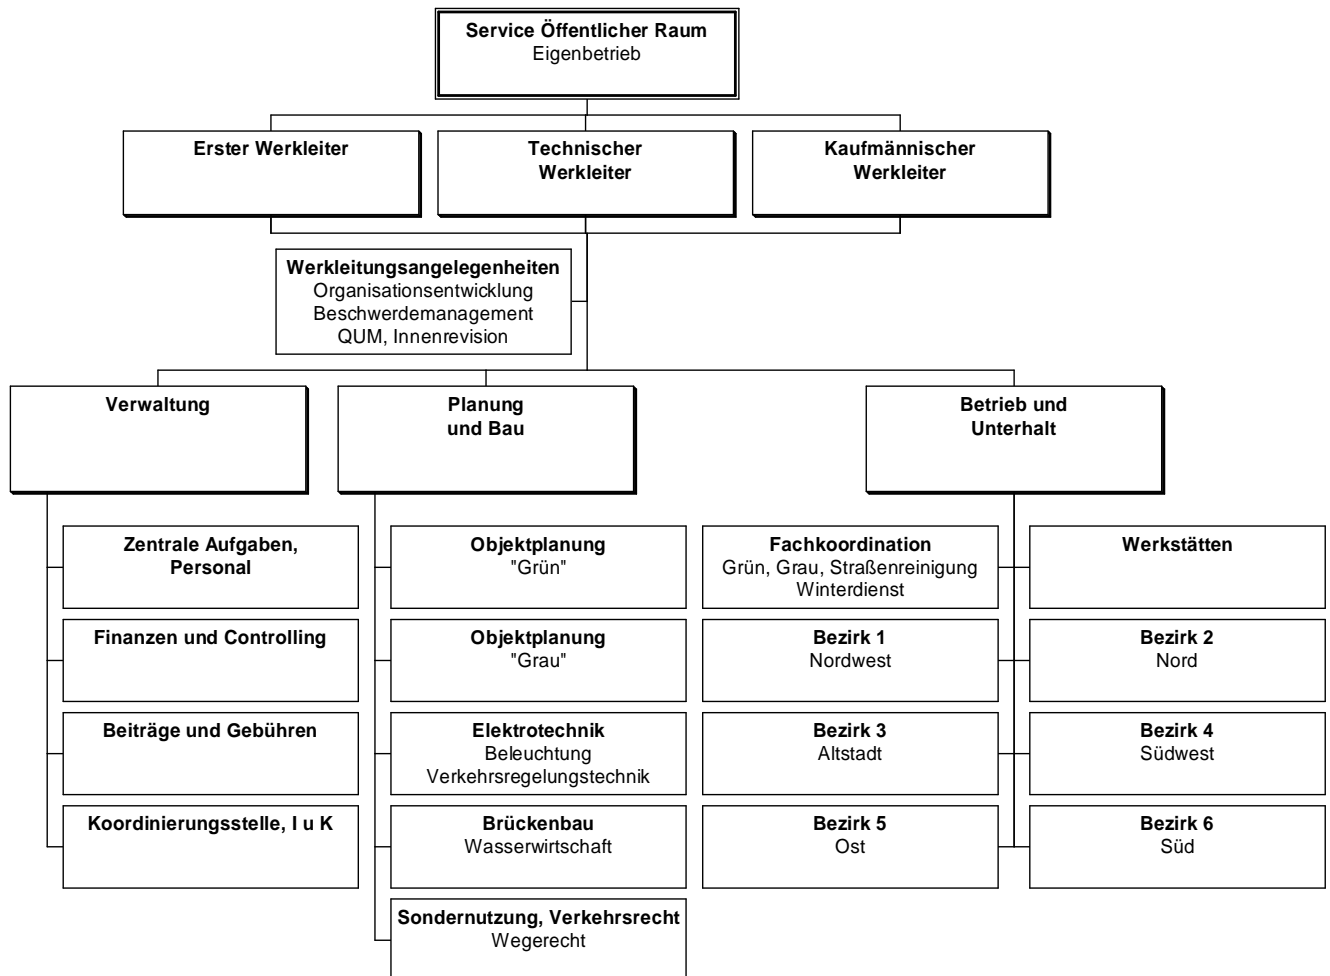 Service Öffentlicher Raum
Eigenbetrieb
Erster Werkleiter
Technischer
Werkleiter
Kaufmännischer
Werkleiter
Werkleitungsangelegenheiten
Organisationsentwicklung
Beschwerdemanagement
QUM, Innenrevision
Verwaltung
Planung
und Bau
Betrieb und
Unterhalt
Zentrale Aufgaben,
Personal
Finanzen und Controlling
Beiträge und Gebühren
Koordinierungsstelle, I u K
Objektplanung
"Grün"
Objektplanung
"Grau"
Elektrotechnik
Beleuchtung
Verkehrsregelungstechnik
Brückenbau
Wasserwirtschaft
Sondernutzung, Verkehrsrecht
Wegerecht
Fachkoordination
Grün, Grau, Straßenreinigung
Winterdienst
Werkstätten
Bezirk 1
Nordwest
Bezirk 2
Nord
Bezirk 3
Altstadt
Bezirk 4
Südwest
Bezirk 5
Ost
Bezirk 6
Süd